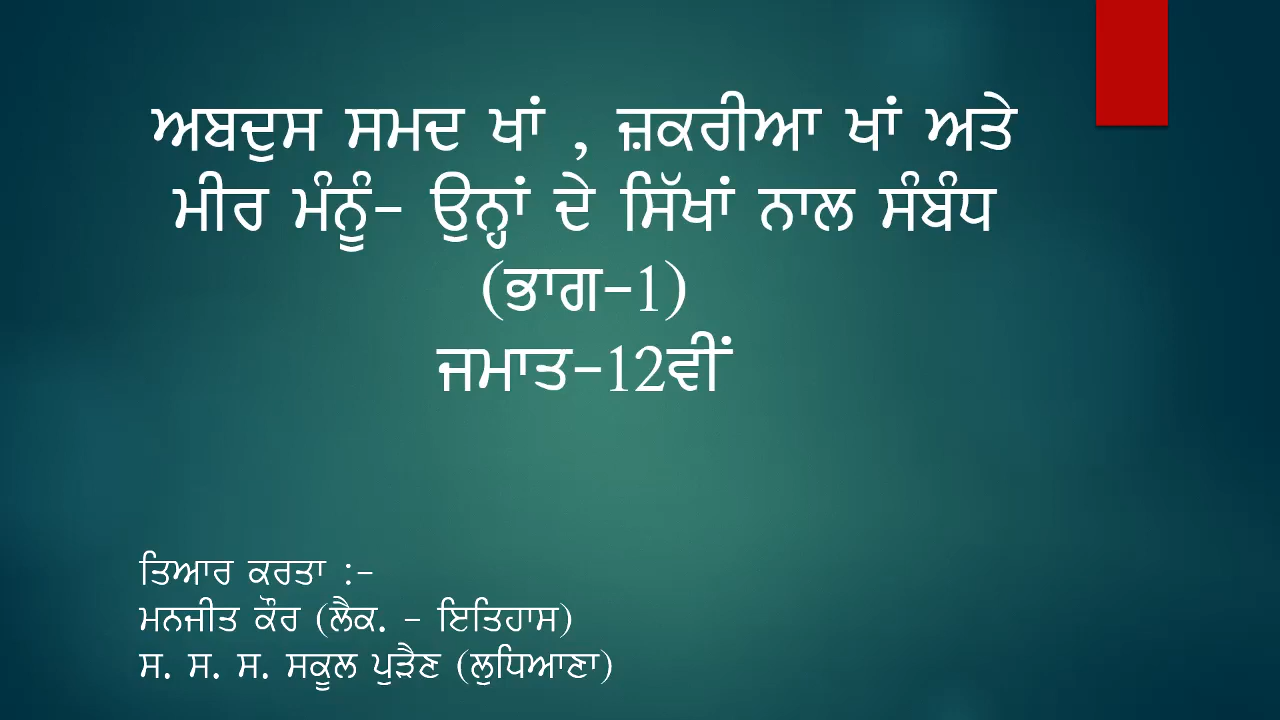 ਅਬਦੁਸ ਸਮਦ ਖਾਂ , ਜ਼ਕਰੀਆ ਖਾਂ ਅਤੇ
ਮੀਰ ਮੰਨੂੰ- ਉਨ੍ਹਾਂ ਦੇ ਸਿੱਖਾਂ ਨਾਲ ਸੰਬੰਧ
(ਭਾਗ-1)
ਜਮਾਤ-12ਵੀਂ
ਤਿਆਰ ਕਰਤਾ :-
ਮਨਜੀਤ ਕੌਰ (ਲੈਕ. - ਇਤਿਹਾਸ)
ਸ. ਸ. ਸ. ਸਕੂਲ ਪੁੜੈਣ (ਲੁਧਿਆਣਾ)